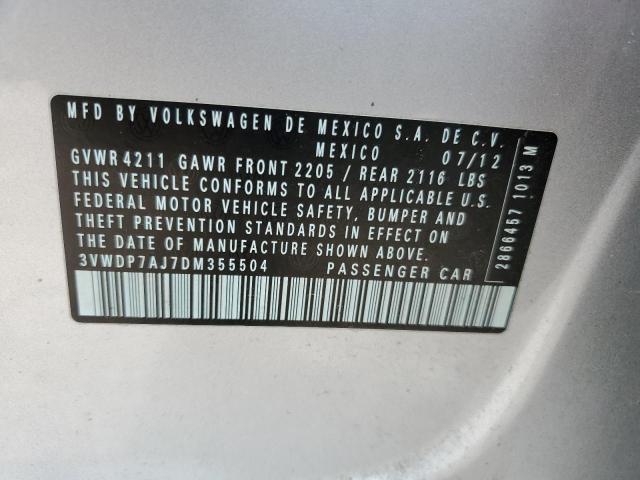 MFD BY VOLKSWAGEN DE MEXICO S.A. DE C.V.
MEXICO 07/12
GVWR 4211 GAWR FRONT 2205 / REAR 2116 LBS
THIS VEHICLE CONFORMS TO ALL APPLICABLE U.S.
FEDERAL MOTOR VEHICLE SAFETY, BUMPER AND
THEFT PREVENTION STANDARDS IN EFFECT ON
THE DATE OF MANUFACTURE SHOWN ABOVE.
3VWDP7AJ7DM355504 PASSENGER CAR
2866457 1013 M